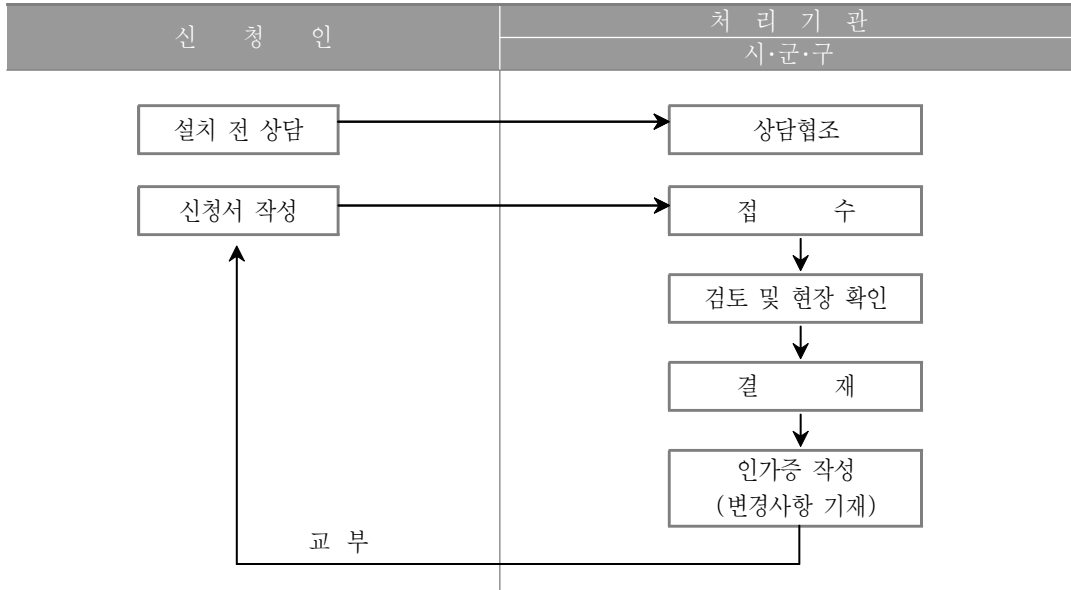 신 청 인
처 리 기 관
시·군·구
설치 전 상담
상담협조
신청서 작성
접 수
검토 및 현장 확인
결 재
인가증 작성
(변경사항 기재)
교 부